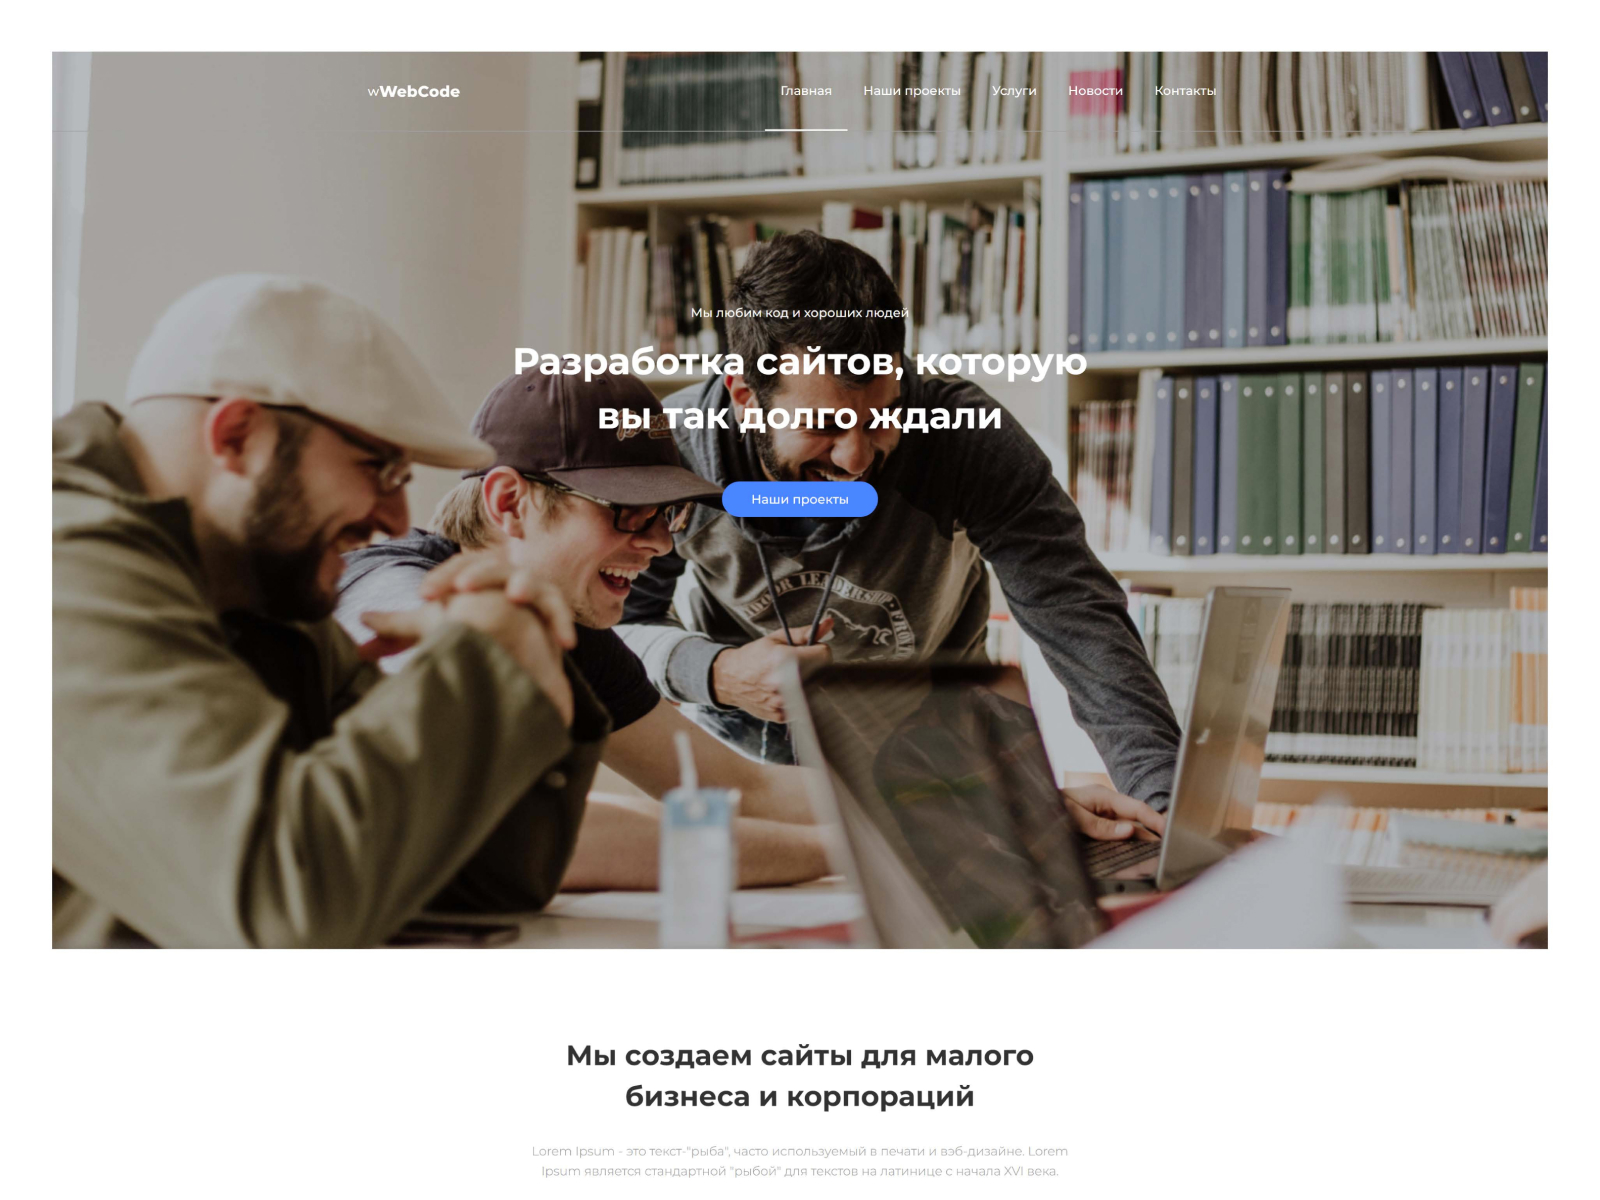 wWebCode
Главная Наши проекты Услуги Новости Контакты
Мы любим код и хороших людей
Разработка сайтов, которую
вы так долго ждали
Наши проекты
Мы создаем сайты для малого
бизнеса и корпораций
Lorem Ipsum - это текст-"рыба", часто используемый в печати и вэб-дизайне. Lorem
Ipsum является стандартной "рыбой" для текстов на латинице с начала XVI века.